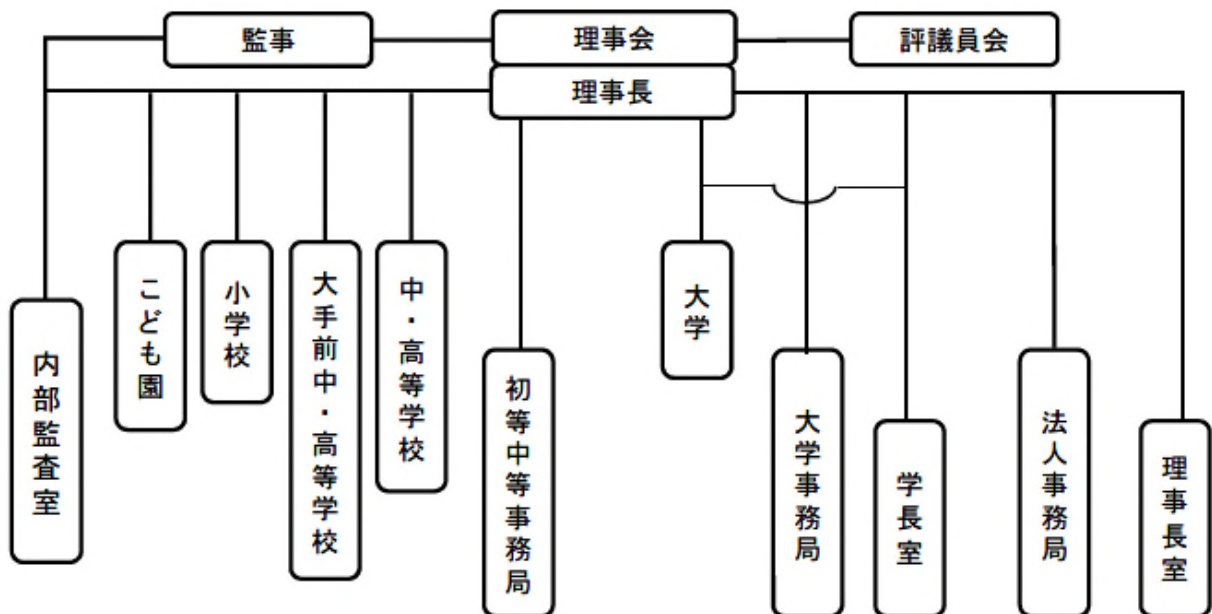 監事
理事会
評議員会
理事長
内部監査室
こども園
小学校
大手前中・高等学校
中・高等学校
初等中等事務局
大学
大学事務局
学長室
法人事務局
理事長室